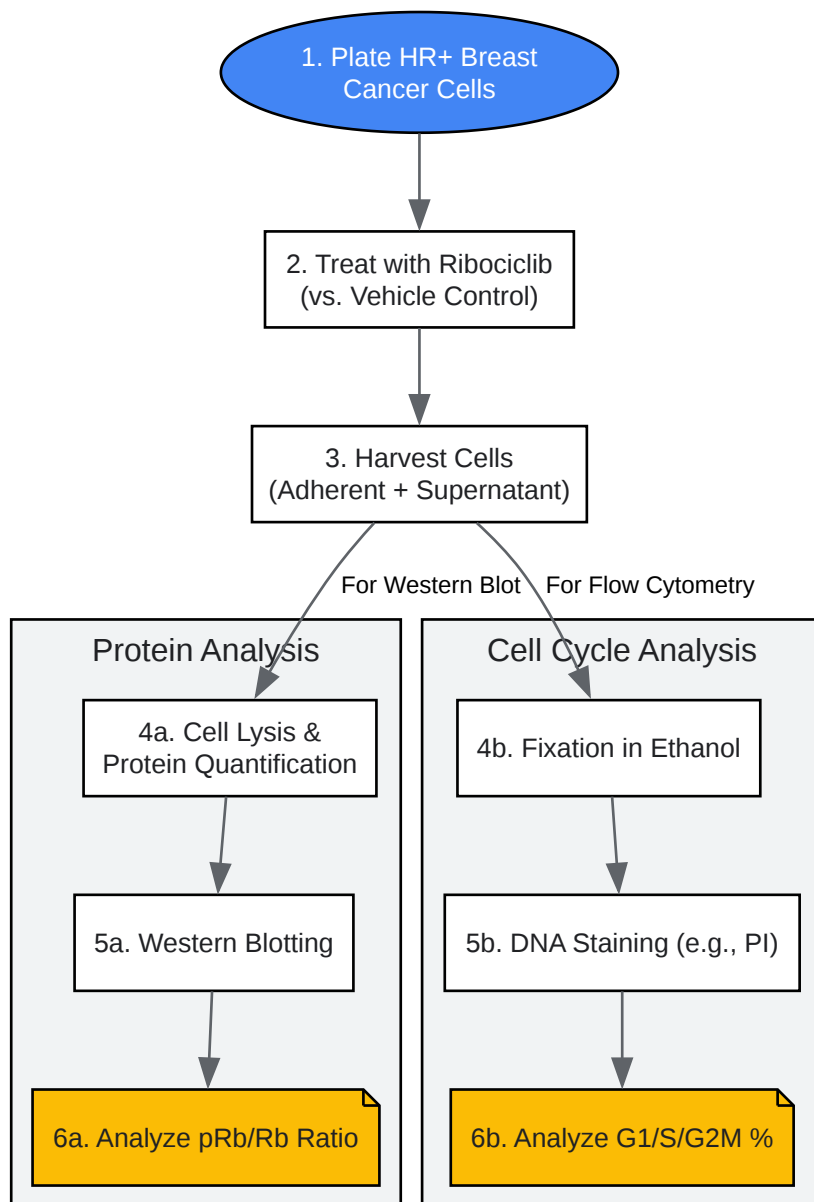 1. Plate HR+ Breast
Cancer Cells
2. Treat with Ribociclib
(vs. Vehicle Control)
3. Harvest Cells
(Adherent + Supernatant)
For Western Blot
For Flow Cytometry
Protein Analysis
Cell Cycle Analysis
4a. Cell Lysis &
Protein Quantification
4b. Fixation in Ethanol
5a. Western Blotting
5b. DNA Staining (e.g., PI)
6a. Analyze pRb/Rb Ratio
6b. Analyze G1/S/G2M %